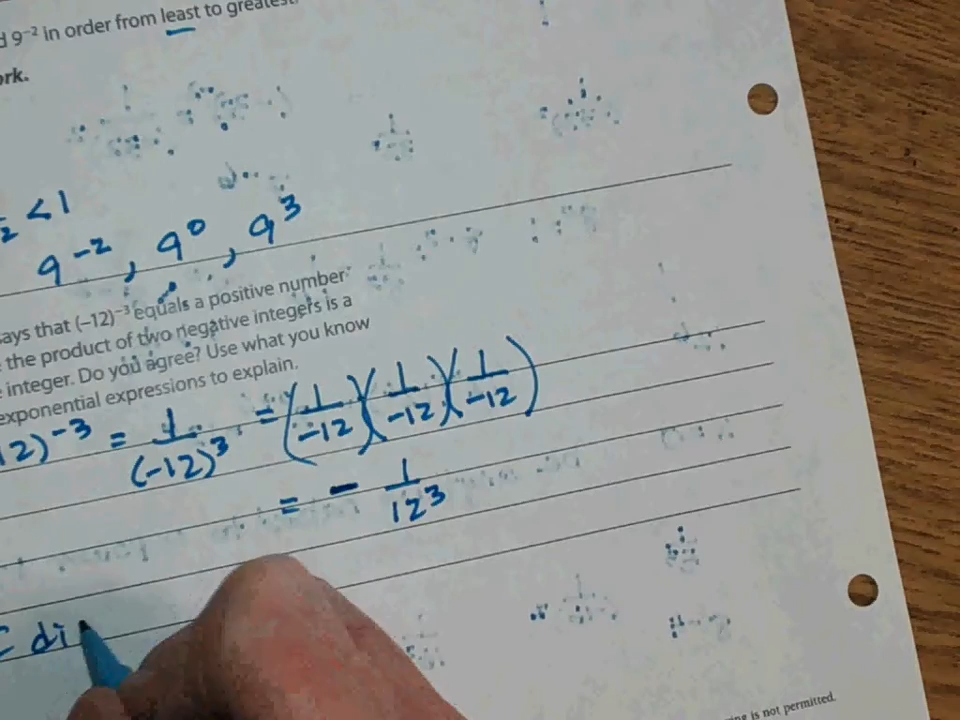 9⁻² in order from least to greatest.
ork.
< 1
9⁻² , 9⁰ , 9³
says that (–12)⁻³ equals a positive number
the product of two negative integers is a
integer. Do you agree? Use what you know
exponential expressions to explain.
12)⁻³ = 1/(-12)³ = (1/-12)(1/-12)(1/-12)
= - 1/12³
I di
is not permitted.